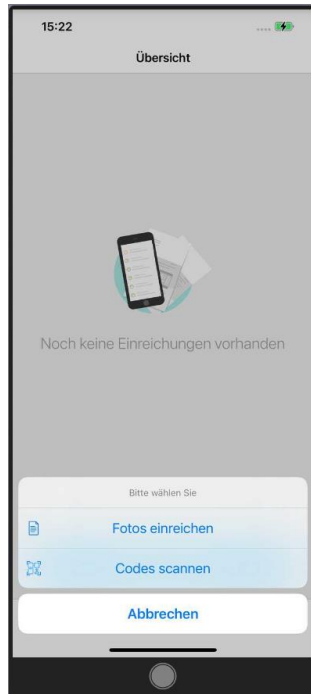 15:22
Übersicht
Noch keine Einreichungen vorhanden
Bitte wählen Sie
Fotos einreichen
Codes scannen
Abbrechen